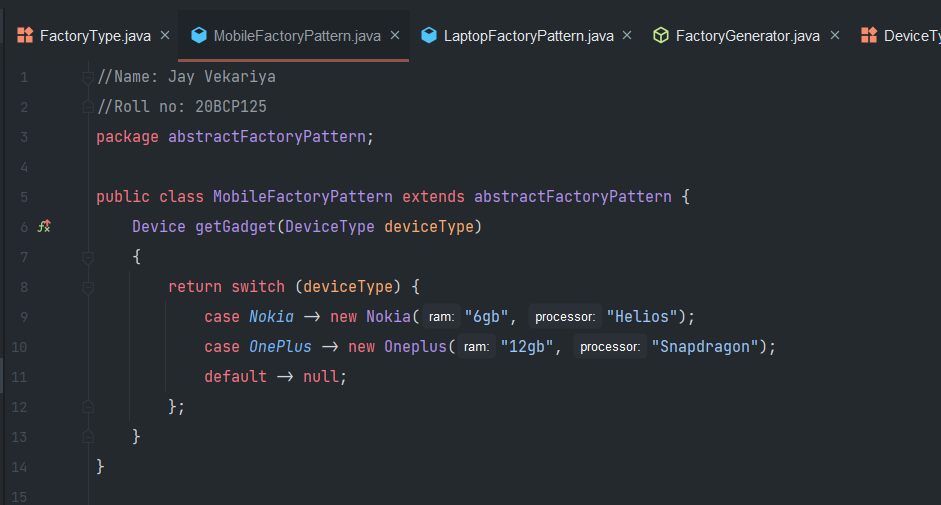 FactoryType.java MobileFactoryPattern.java LaptopFactoryPattern.java FactoryGenerator.java DeviceTy
1 //Name: Jay Vekariya
2 //Roll no: 20BCP125
3 package abstractFactoryPattern;
4
5 public class MobileFactoryPattern extends abstractFactoryPattern {
6 Device getGadget(DeviceType deviceType)
7 {
8 return switch (deviceType) {
9 case Nokia -> new Nokia( ram: "6gb", processor: "Helios");
10 case OnePlus -> new Oneplus( ram: "12gb", processor: "Snapdragon");
11 default -> null;
12 };
13 }
14 }
15